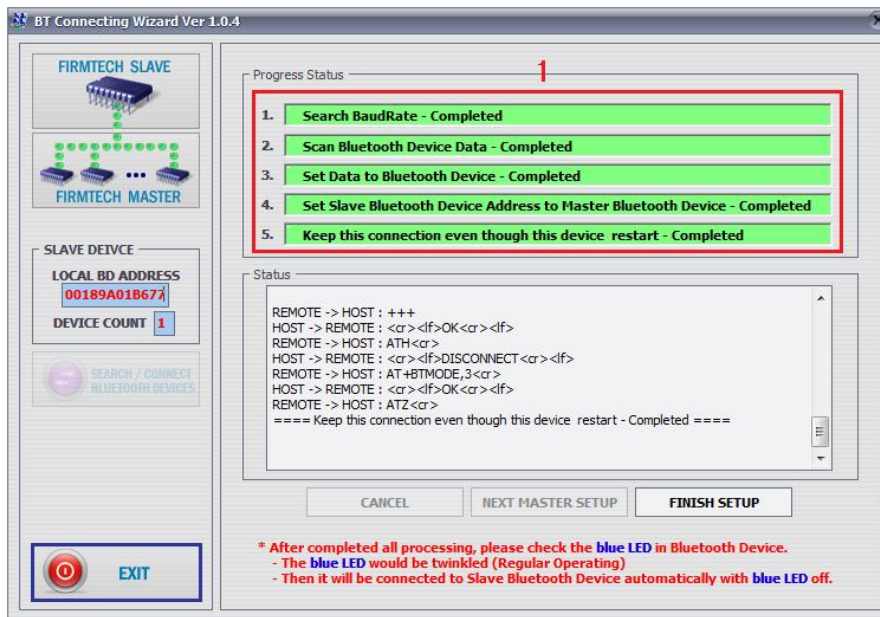 BT Connecting Wizard Ver 1.0.4
FIRMTECH SLAVE
FIRMTECH MASTER
SLAVE DEIVCE
LOCAL BD ADDRESS
00189A01B677
DEVICE COUNT 1
SEARCH / CONNECT
BLUETOOTH DEVICES
EXIT
Progress Status
1
1. Search BaudRate - Completed
2. Scan Bluetooth Device Data - Completed
3. Set Data to Bluetooth Device - Completed
4. Set Slave Bluetooth Device Address to Master Bluetooth Device - Completed
5. Keep this connection even though this device restart - Completed
Status
REMOTE -> HOST : +++
HOST -> REMOTE : <cr><lf>OK<cr><lf>
REMOTE -> HOST : ATH<cr>
HOST -> REMOTE : <cr><lf>DISCONNECT<cr><lf>
REMOTE -> HOST : AT+BTMODE,3<cr>
HOST -> REMOTE : <cr><lf>OK<cr><lf>
REMOTE -> HOST : ATZ<cr>
==== Keep this connection even though this device restart - Completed ====
CANCEL NEXT MASTER SETUP FINISH SETUP
* After completed all processing, please check the blue LED in Bluetooth Device.
- The blue LED would be twinkled (Regular Operating)
- Then it will be connected to Slave Bluetooth Device automatically with blue LED off.